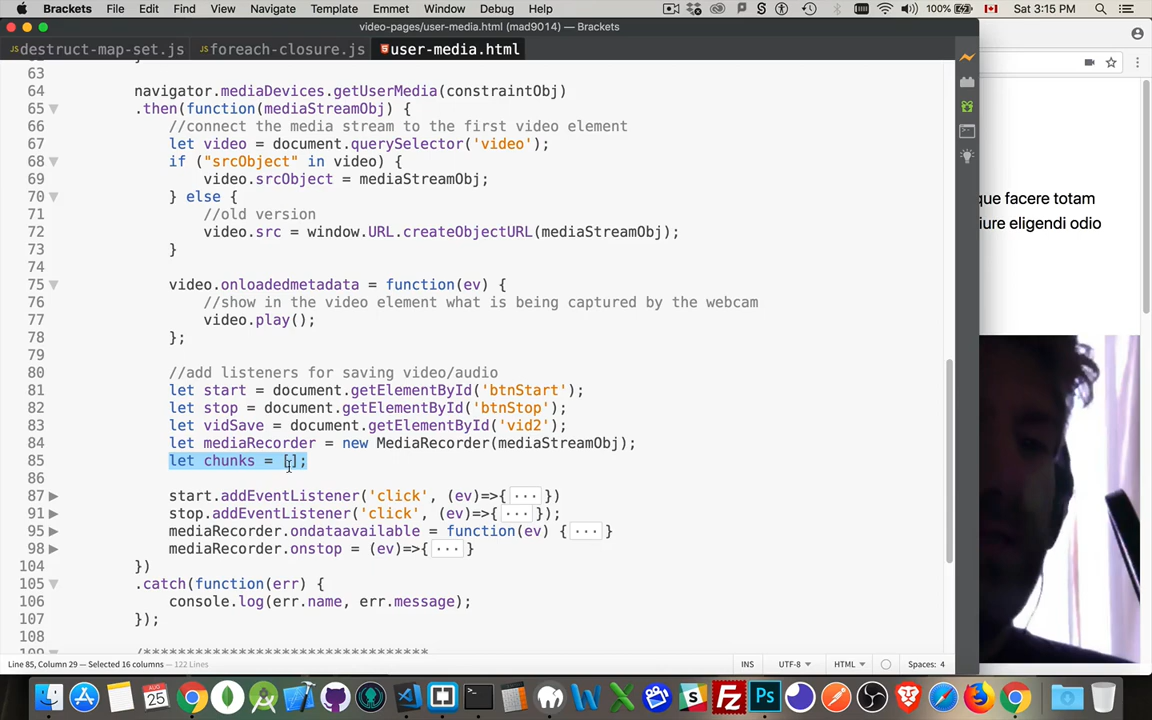 Brackets File Edit Find View Navigate Template Emmet Window Debug Help 100% Sat 3:15 PM
video-pages/user-media.html (mad9014) — Brackets
destruct-map-set.js foreach-closure.js user-media.html
63
64 navigator.mediaDevices.getUserMedia(constraintObj)
65 .then(function(mediaStreamObj) {
66 //connect the media stream to the first video element
67 let video = document.querySelector('video');
68 if ("srcObject" in video) {
69 video.srcObject = mediaStreamObj;
70 } else {
71 //old version
72 video.src = window.URL.createObjectURL(mediaStreamObj);
73 }
74
75 video.onloadedmetadata = function(ev) {
76 //show in the video element what is being captured by the webcam
77 video.play();
78 };
79
80 //add listeners for saving video/audio
81 let start = document.getElementById('btnStart');
82 let stop = document.getElementById('btnStop');
83 let vidSave = document.getElementById('vid2');
84 let mediaRecorder = new MediaRecorder(mediaStreamObj);
85 let chunks = [];
86
87 start.addEventListener('click', (ev)=>{ ... })
91 stop.addEventListener('click', (ev)=>{ ... });
95 mediaRecorder.ondataavailable = function(ev) { ... }
98 mediaRecorder.onstop = (ev)=>{ ... }
104 })
105 .catch(function(err) {
106 console.log(err.name, err.message);
107 });
108
que facere totam
iure eligendi odio
Line 85, Column 29 — Selected 16 columns — 122 Lines INS UTF-8 HTML Spaces: 4
AUG
25